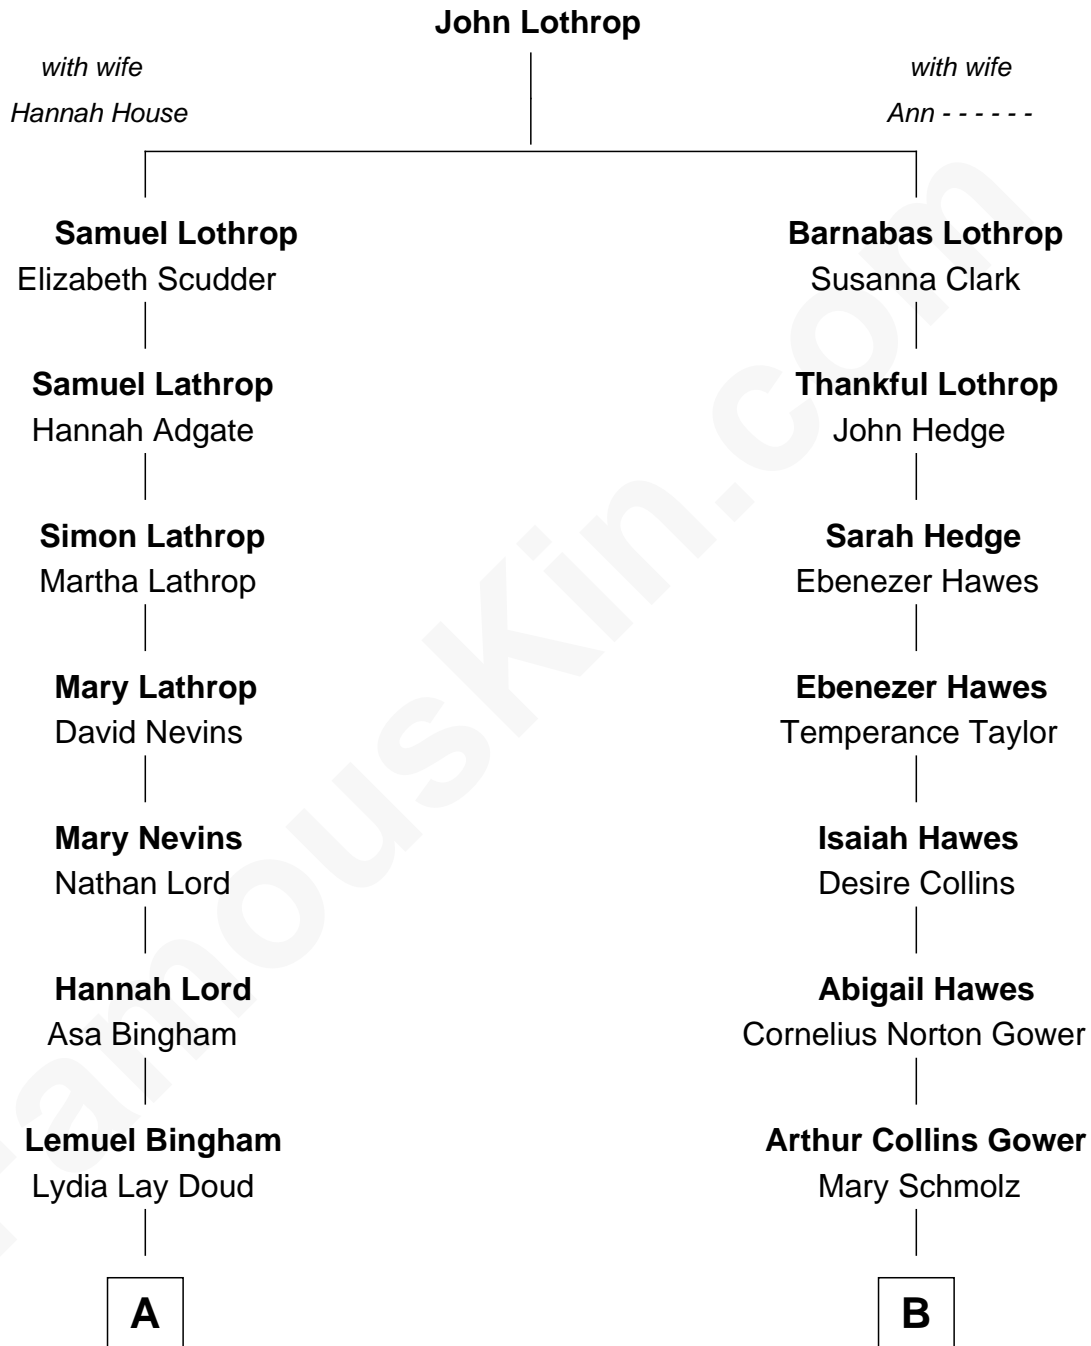 John Lothrop
with wife
Hannah House
with wife
Ann - - - - - -
Samuel Lothrop
Elizabeth Scudder
Barnabas Lothrop
Susanna Clark
Samuel Lathrop
Hannah Adgate
Thankful Lothrop
John Hedge
Simon Lathrop
Martha Lathrop
Sarah Hedge
Ebenezer Hawes
Mary Lathrop
David Nevins
Ebenezer Hawes
Temperance Taylor
Mary Nevins
Nathan Lord
Isaiah Hawes
Desire Collins
Hannah Lord
Asa Bingham
Abigail Hawes
Cornelius Norton Gower
Lemuel Bingham
Lydia Lay Doud
Arthur Collins Gower
Mary Schmolz
A
B
FamousKin.com